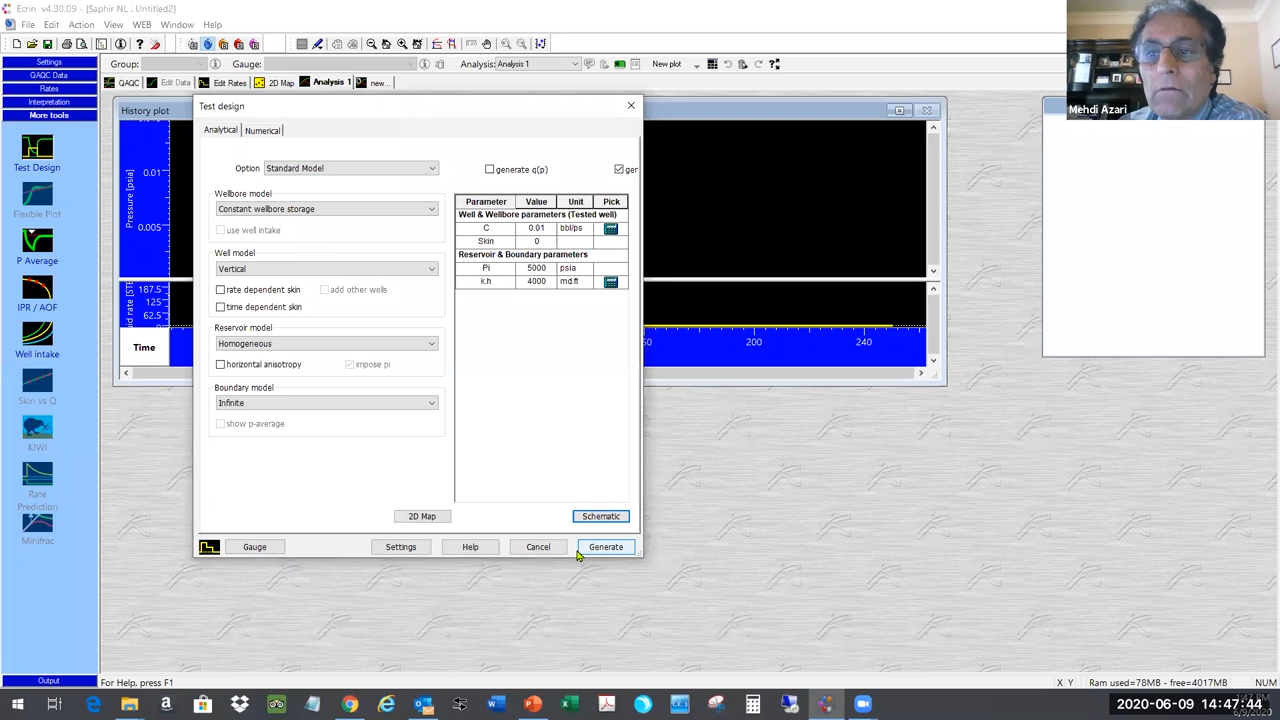 Ecrin v4.30.09 - [Saphir NL : Untitled2]
File Edit Action View WEB Window Help
Settings
QAQC Data
Rates
Interpretation
More tools
Test Design
Flexible Plot
P Average
IPR / AOF
Well intake
Skin vs Q
KIWI
Rate
Prediction
Minifrac
Output
Group: Gauge: Analysis: Analysis 1 New plot
QAQC Edit Data Edit Rates 2D Map Analysis 1 new...
History plot
Pressure [psia]
0.01
0.005
187.5
125
62.5
Time
200 240
Test design
Analytical Numerical
Option Standard Model
generate q(p)
Wellbore model
Constant wellbore storage
use well intake
Well model
Vertical
rate dependent skin add other wells
time dependent skin
Reservoir model
Homogeneous
horizontal anisotropy impose pi
Boundary model
Infinite
show p-average
Parameter Value Unit Pick
Well & Wellbore parameters (Tested well)
C 0.01 bbl/ps
Skin 0
Reservoir & Boundary parameters
Pi 5000 psia
k.h 4000 md.ft
2D Map Schematic
Gauge Settings Help Cancel Generate
Mehdi Azari
For Help, press F1
X Y Ram used=78MB - free=4017MB NUM
2020-06-09 14:47:44